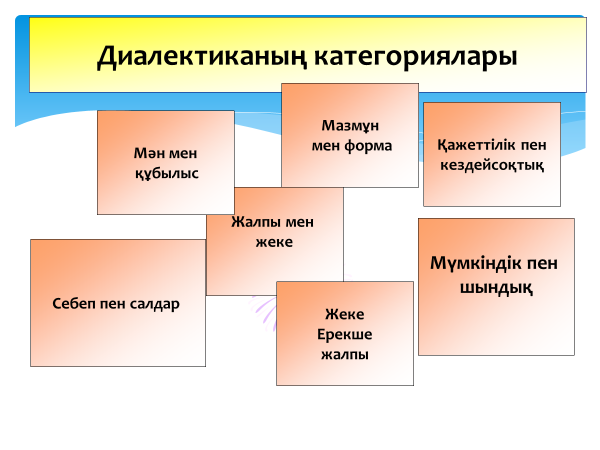 Диалектиканың категориялары
Мазмұн
мен форма
Мән мен
құбылыс
Қажеттілік пен
кездейсоқтық
Жалпы мен
жеке
Мүмкіндік пен
шындық
Себеп пен салдар
Жеке
Ерекше
жалпы